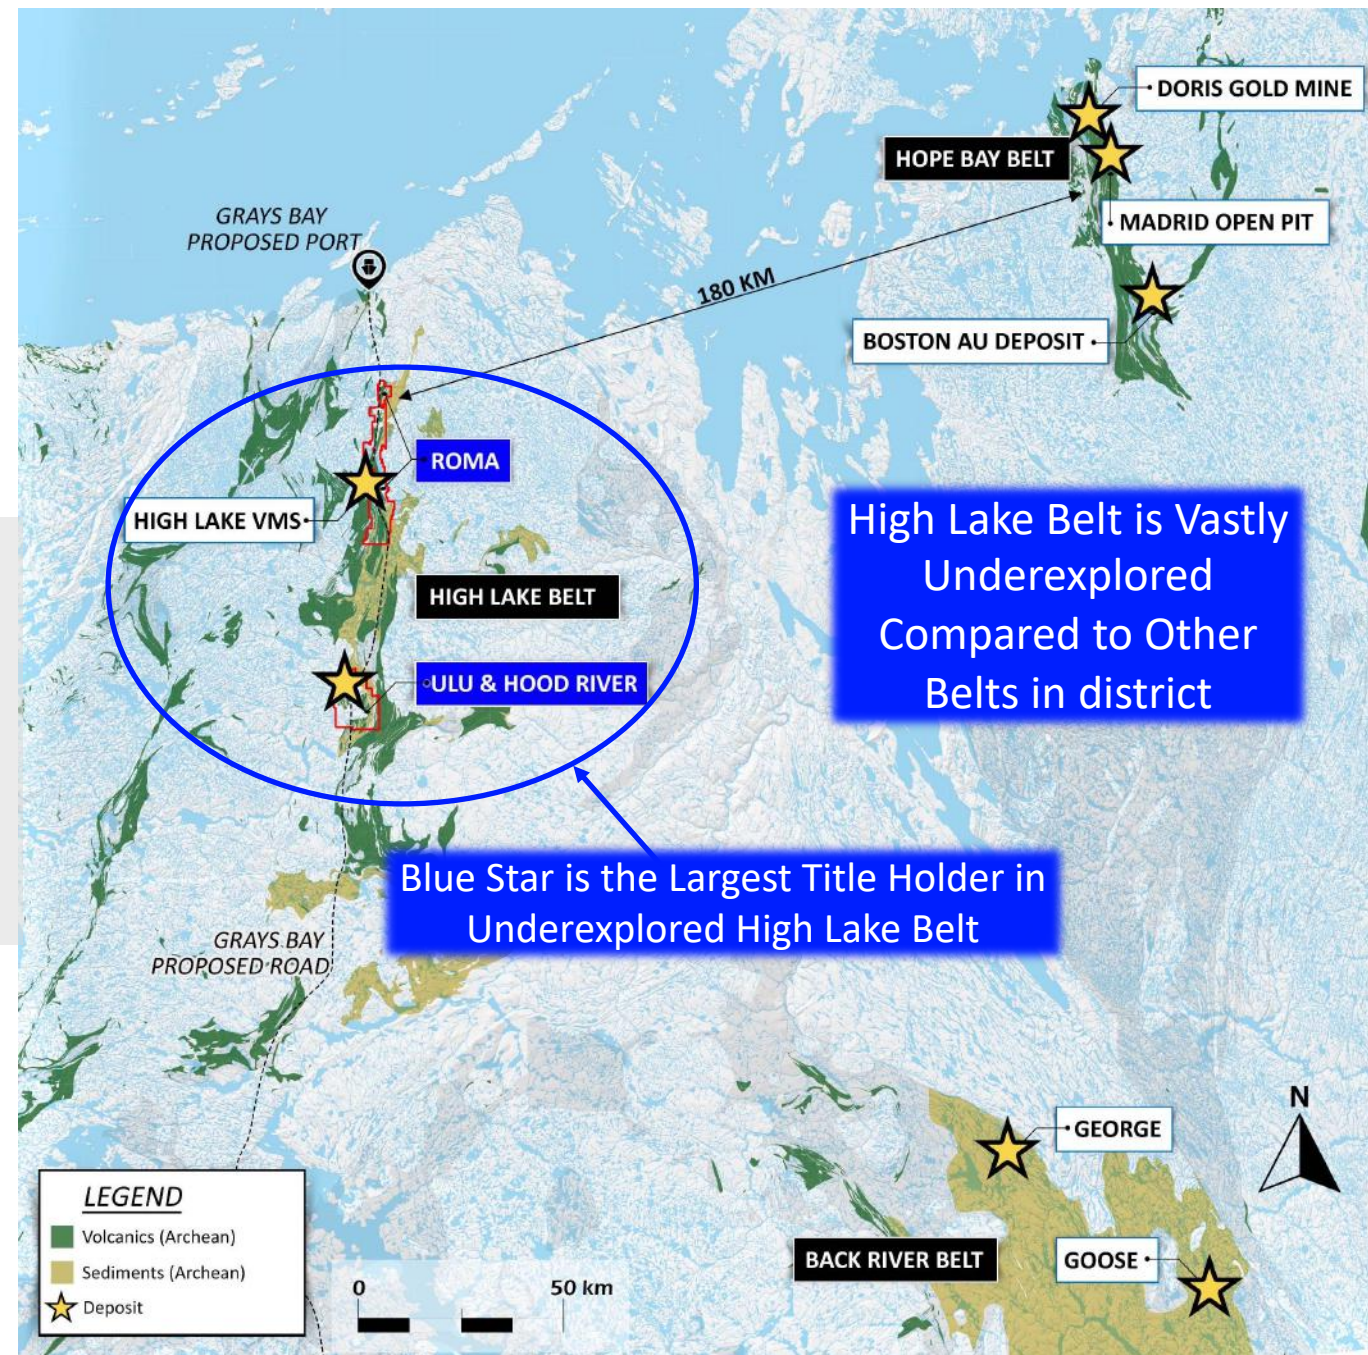 DORIS GOLD MINE
HOPE BAY BELT
MADRID OPEN PIT
GRAYS BAY
PROPOSED PORT
180 KM
BOSTON AU DEPOSIT
ROMA
HIGH LAKE VMS
High Lake Belt is Vastly
Underexplored
Compared to Other
Belts in district
HIGH LAKE BELT
ULU & HOOD RIVER
Blue Star is the Largest Title Holder in
Underexplored High Lake Belt
GRAYS BAY
PROPOSED ROAD
N
GEORGE
BACK RIVER BELT
GOOSE
LEGEND
Volcanics (Archean)
Sediments (Archean)
Deposit
0 50 km